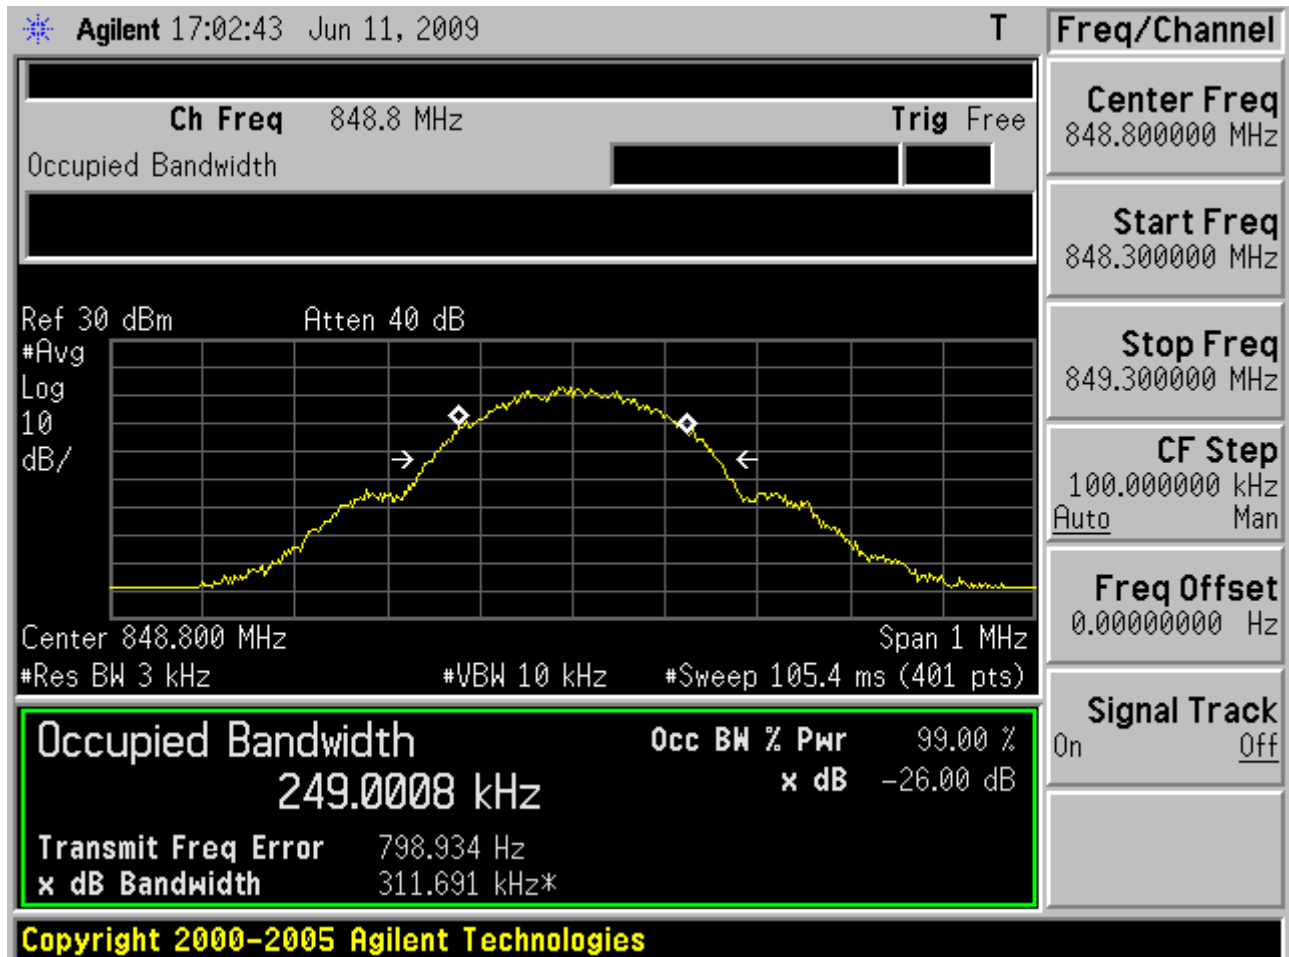 Agilent 17:02:43 Jun 11, 2009 T
Freq/Channel
Ch Freq 848.8 MHz Trig Free
Occupied Bandwidth
Center Freq
848.800000 MHz
Start Freq
848.300000 MHz
Stop Freq
849.300000 MHz
CF Step
100.000000 kHz
Auto Man
Freq Offset
0.00000000 Hz
Signal Track
On Off
Ref 30 dBm Atten 40 dB
#Avg
Log
10
dB/
Center 848.800 MHz Span 1 MHz
#Res BW 3 kHz #VBW 10 kHz #Sweep 105.4 ms (401 pts)
Occupied Bandwidth
249.0008 kHz
Occ BW % Pwr 99.00 %
x dB -26.00 dB
Transmit Freq Error 798.934 Hz
x dB Bandwidth 311.691 kHz*
Copyright 2000-2005 Agilent Technologies